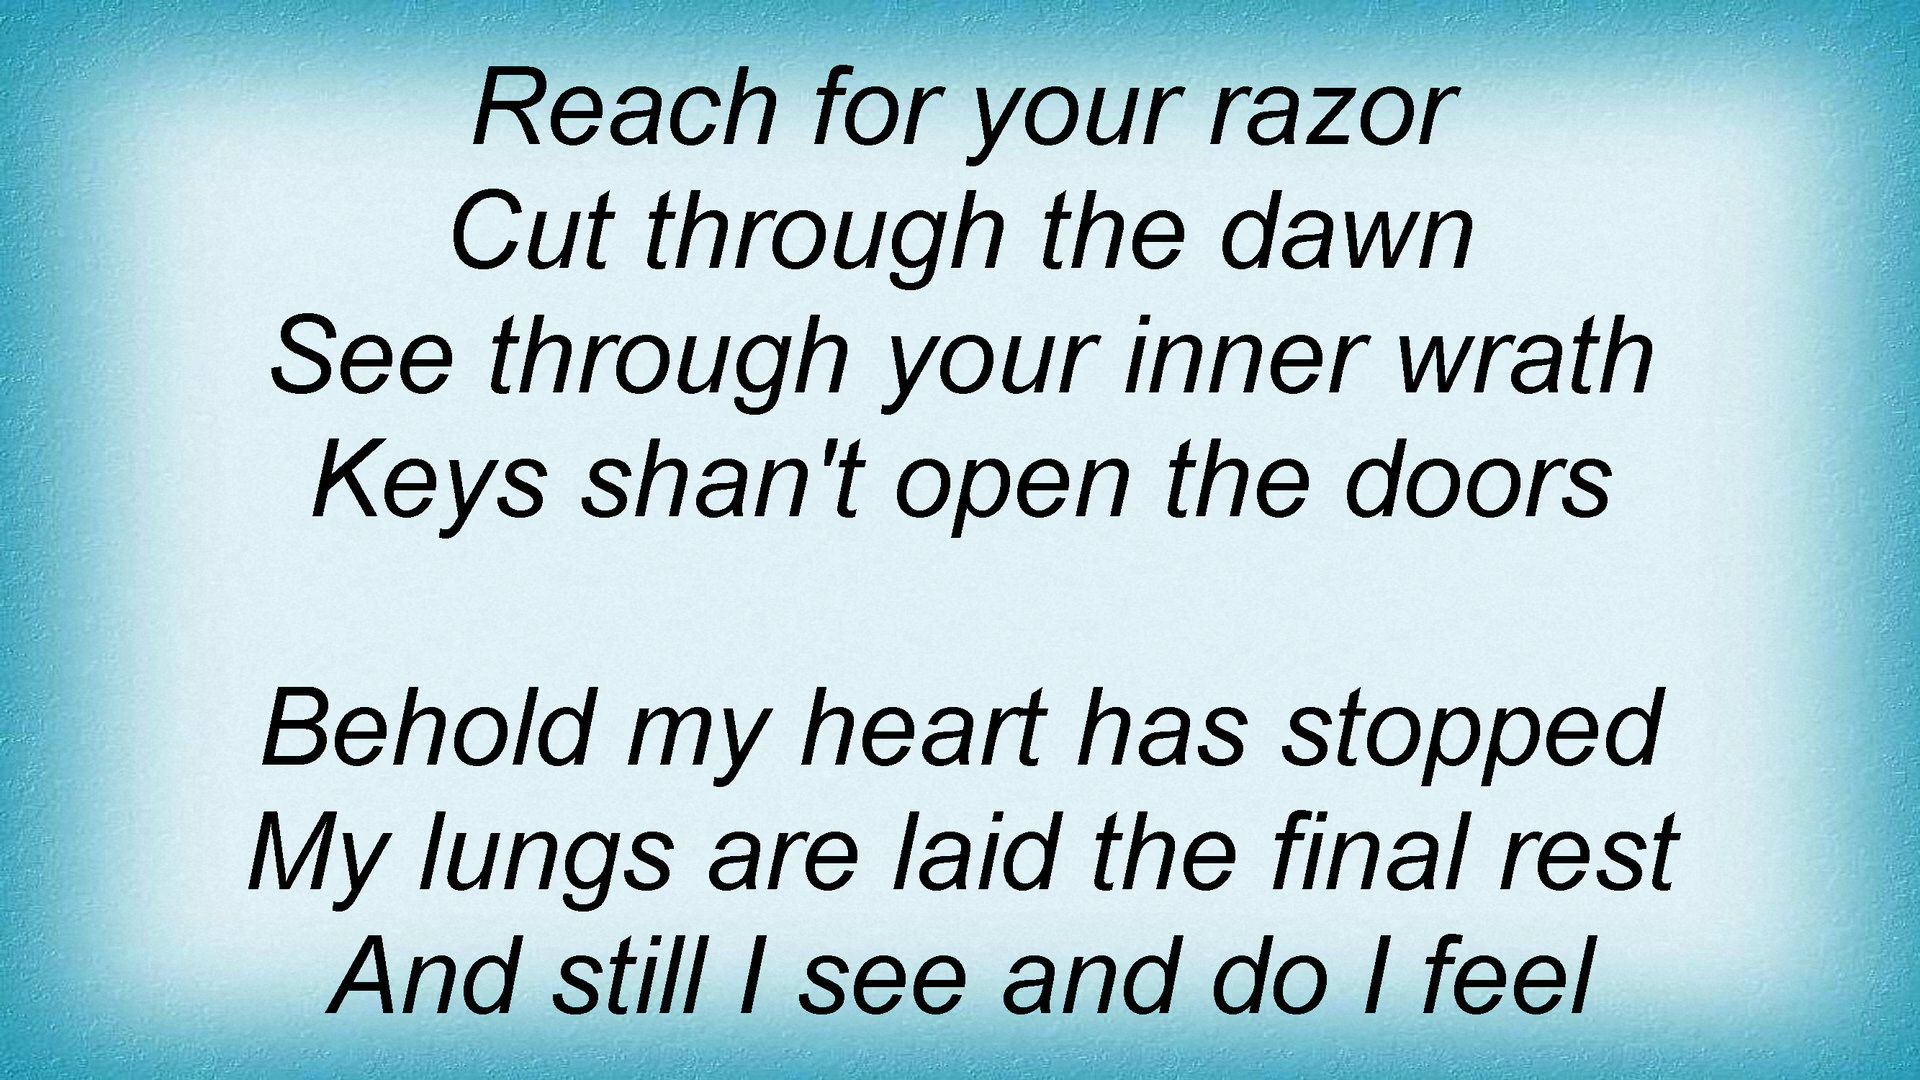 Reach for your razor
Cut through the dawn
See through your inner wrath
Keys shan't open the doors
Behold my heart has stopped
My lungs are laid the final rest
And still I see and do I feel